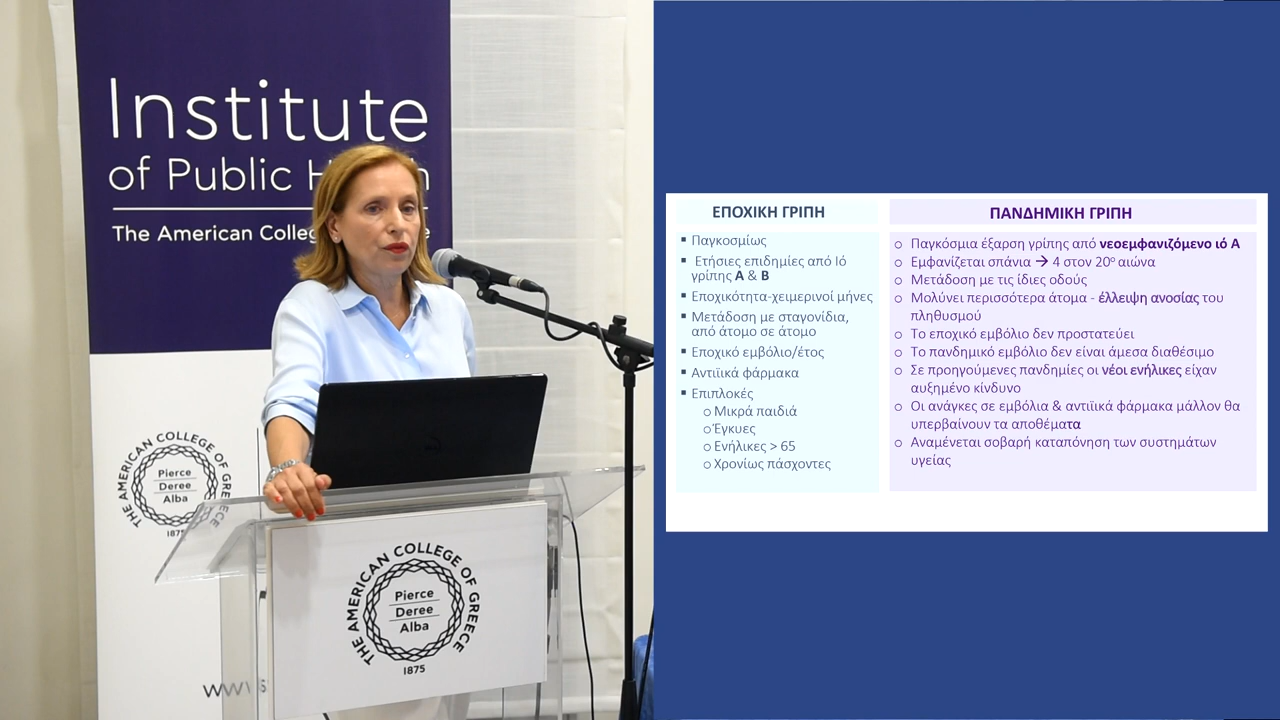 Institute
of Public
The American
THE AMERICAN COLLEGE OF GREECE
Pierce
Deree
Alba
THE AMERICAN COLLEGE OF GREECE
Pierce
Deree
Alba
1875
ΕΠΟΧΙΚΗ ΓΡΙΠΗ
▪ Παγκοσμίως
▪ Ετήσιες επιδημίες από Ιό
γρίπης Α & Β
▪ Εποχικότητα-χειμερινοί μήνες
▪ Μετάδοση με σταγονίδια,
από άτομο σε άτομο
▪ Εποχικό εμβόλιο/έτος
▪ Αντιϊικά φάρμακα
▪ Επιπλοκές
o Μικρά παιδιά
o Έγκυες
o Ενήλικες > 65
o Χρονίως πάσχοντες
ΠΑΝΔΗΜΙΚΗ ΓΡΙΠΗ
o Παγκόσμια έξαρση γρίπης από νεοεμφανιζόμενο ιό Α
o Εμφανίζεται σπάνια → 4 στον 20ο αιώνα
o Μετάδοση με τις ίδιες οδούς
o Μολύνει περισσότερα άτομα - έλλειψη ανοσίας του
πληθυσμού
o Το εποχικό εμβόλιο δεν προστατεύει
o Το πανδημικό εμβόλιο δεν είναι άμεσα διαθέσιμο
o Σε προηγούμενες πανδημίες οι νέοι ενήλικες είχαν
αυξημένο κίνδυνο
o Οι ανάγκες σε εμβόλια & αντιϊικά φάρμακα μάλλον θα
υπερβαίνουν τα αποθέματα
o Αναμένεται σοβαρή καταπόνηση των συστημάτων
υγείας